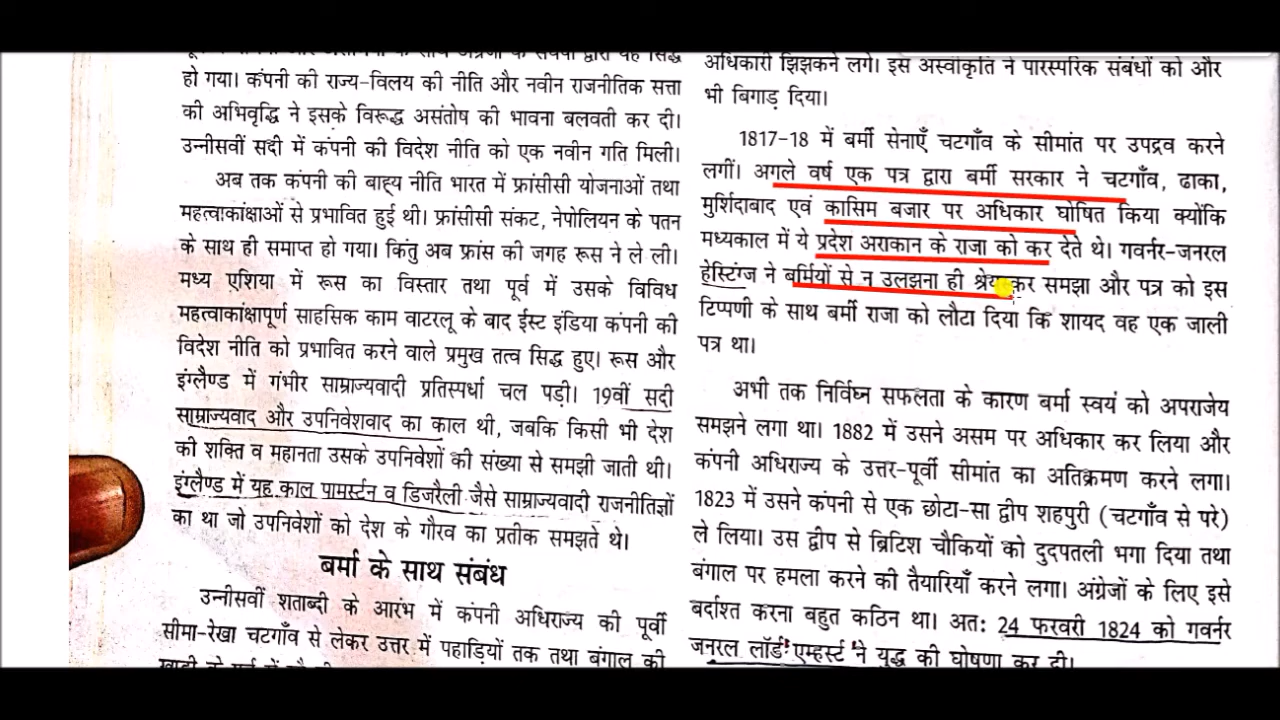 हो गया। कंपनी की राज्य-विलय की नीति और नवीन राजनीतिक सत्ता
की अभिवृद्धि ने इसके विरूद्ध असंतोष की भावना बलवती कर दी।
उन्नीसवीं सदी में कंपनी की विदेश नीति को एक नवीन गति मिली।
अब तक कंपनी की बाह्य नीति भारत में फ्रांसीसी योजनाओं तथा
महत्वाकांक्षाओं से प्रभावित हुई थी। फ्रांसीसी संकट, नेपोलियन के पतन
के साथ ही समाप्त हो गया। किंतु अब फ्रांस की जगह रूस ने ले ली।
मध्य एशिया में रूस का विस्तार तथा पूर्व में उसके विविध
महत्वाकांक्षापूर्ण साहसिक काम वाटरलू के बाद ईस्ट इंडिया कंपनी की
विदेश नीति को प्रभावित करने वाले प्रमुख तत्व सिद्ध हुए। रूस और
इंग्लैण्ड में गंभीर साम्राज्यवादी प्रतिस्पर्धा चल पड़ी। 19वीं सदी
साम्राज्यवाद और उपनिवेशवाद का काल थी, जबकि किसी भी देश
की शक्ति व महानता उसके उपनिवेशों की संख्या से समझी जाती थी।
इंग्लैण्ड में यह काल पामर्स्टन व डिजरैली जैसे साम्राज्यवादी राजनीतिज्ञों
का था जो उपनिवेशों को देश के गौरव का प्रतीक समझते थे।
बर्मा के साथ संबंध
उन्नीसवीं शताब्दी के आरंभ में कंपनी अधिराज्य की पूर्वी
सीमा-रेखा चटगाँव से लेकर उत्तर में पहाड़ियों तक तथा बंगाल की
अधिकारी झिझकने लगे। इस अस्वीकृति ने पारस्परिक संबंधों को और
भी बिगाड़ दिया।
1817-18 में बर्मी सेनाएँ चटगाँव के सीमांत पर उपद्रव करने
लगीं। अगले वर्ष एक पत्र द्वारा बर्मी सरकार ने चटगाँव, ढाका,
मुर्शिदाबाद एवं कासिम बजार पर अधिकार घोषित किया क्योंकि
मध्यकाल में ये प्रदेश अराकान के राजा को कर देते थे। गवर्नर-जनरल
हेस्टिंग्ज ने बर्मियों से न उलझना ही श्रेयस्कर समझा और पत्र को इस
टिप्पणी के साथ बर्मी राजा को लौटा दिया कि शायद वह एक जाली
पत्र था।
अभी तक निर्विघ्न सफलता के कारण बर्मा स्वयं को अपराजेय
समझने लगा था। 1882 में उसने असम पर अधिकार कर लिया और
कंपनी अधिराज्य के उत्तर-पूर्वी सीमांत का अतिक्रमण करने लगा।
1823 में उसने कंपनी से एक छोटा-सा द्वीप शहपुरी (चटगाँव से परे)
ले लिया। उस द्वीप से ब्रिटिश चौकियों को दुदपतली भगा दिया तथा
बंगाल पर हमला करने की तैयारियाँ करने लगा। अंग्रेजों के लिए इसे
बर्दाश्त करना बहुत कठिन था। अत: 24 फरवरी 1824 को गवर्नर
जनरल लॉर्ड एम्हर्स्ट ने युद्ध की घोषणा कर दी।